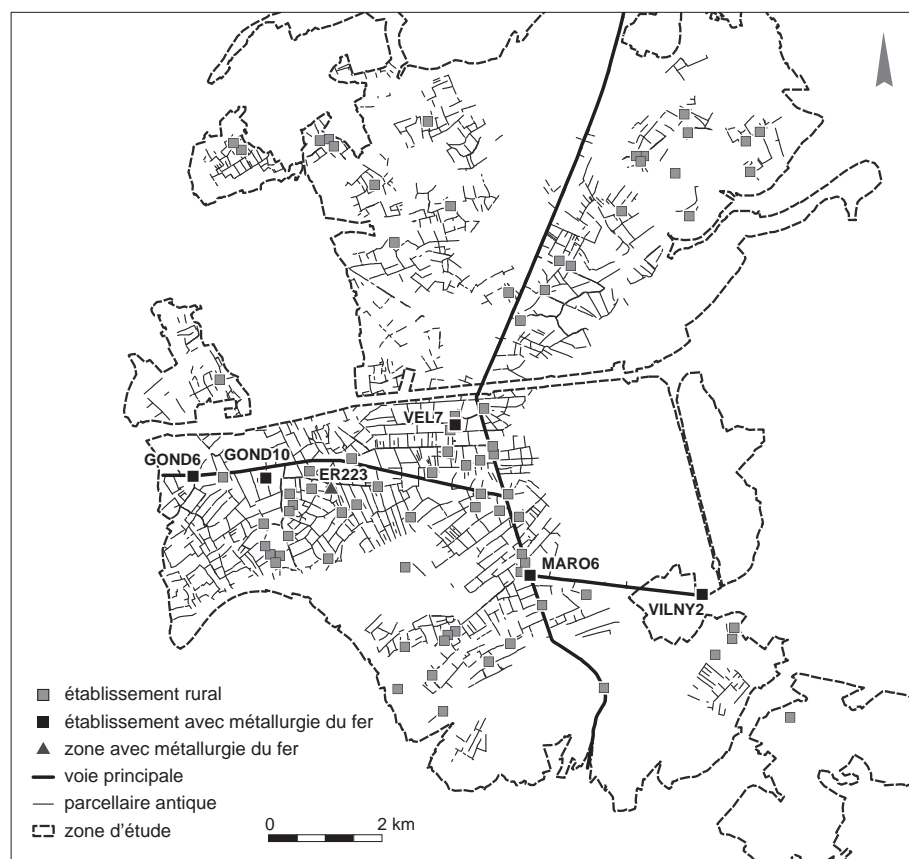 VEL7
GOND6
GOND10
ER223
MARO6
VILNY2
établissement rural
établissement avec métallurgie du fer
zone avec métallurgie du fer
voie principale
parcellaire antique
zone d'étude
0 2 km